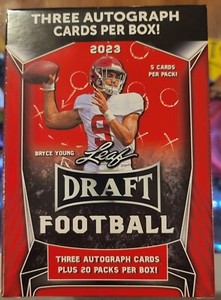 THREE AUTOGRAPH
CARDS PER BOX!
2023
5 CARDS
PER PACK!
9
BRYCE YOUNG
Leaf
DRAFT
FOOTBALL
THREE AUTOGRAPH CARDS
PLUS 20 PACKS PER BOX!